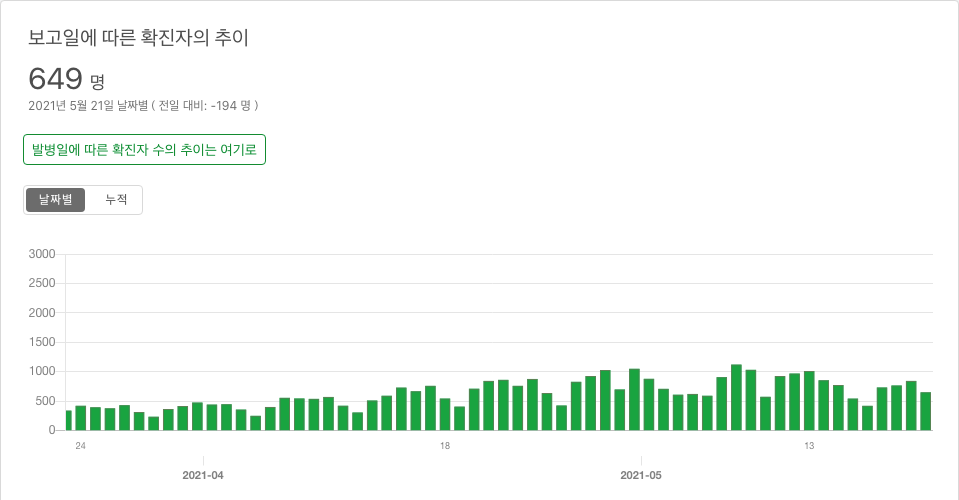 보고일에 따른 확진자의 추이
649 명
2021년 5월 21일 날짜별 ( 전일 대비: -194 명 )
발병일에 따른 확진자 수의 추이는 여기로
날짜별 누적
3000
2500
2000
1500
1000
500
0
24 18 13
2021-04 2021-05